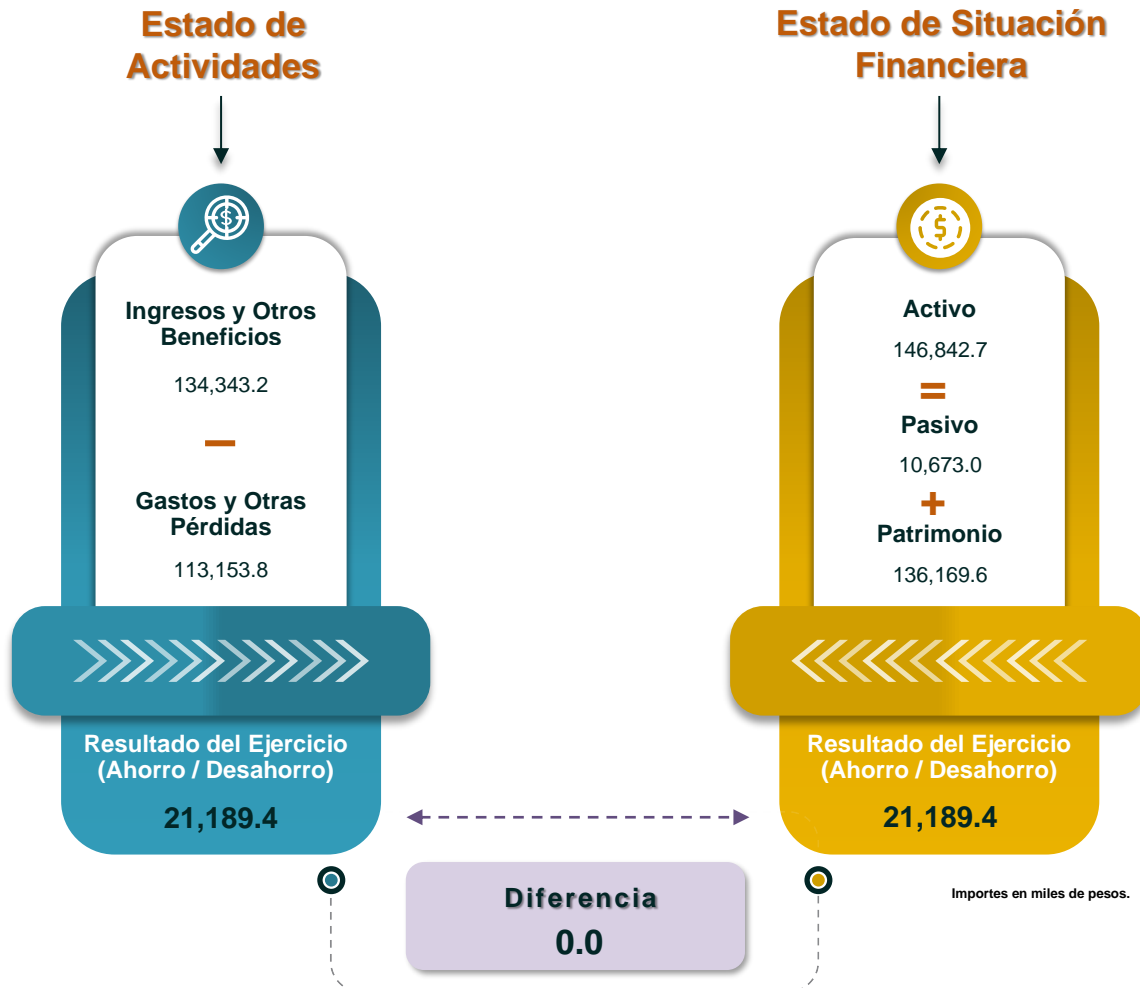 Estado de
Actividades
$
Ingresos y Otros
Beneficios
134,343.2
−
Gastos y Otras
Pérdidas
113,153.8
Resultado del Ejercicio
(Ahorro / Desahorro)
21,189.4
Estado de Situación
Financiera
$
Activo
146,842.7
=
Pasivo
10,673.0
+
Patrimonio
136,169.6
Resultado del Ejercicio
(Ahorro / Desahorro)
21,189.4
Diferencia
0.0
Importes en miles de pesos.